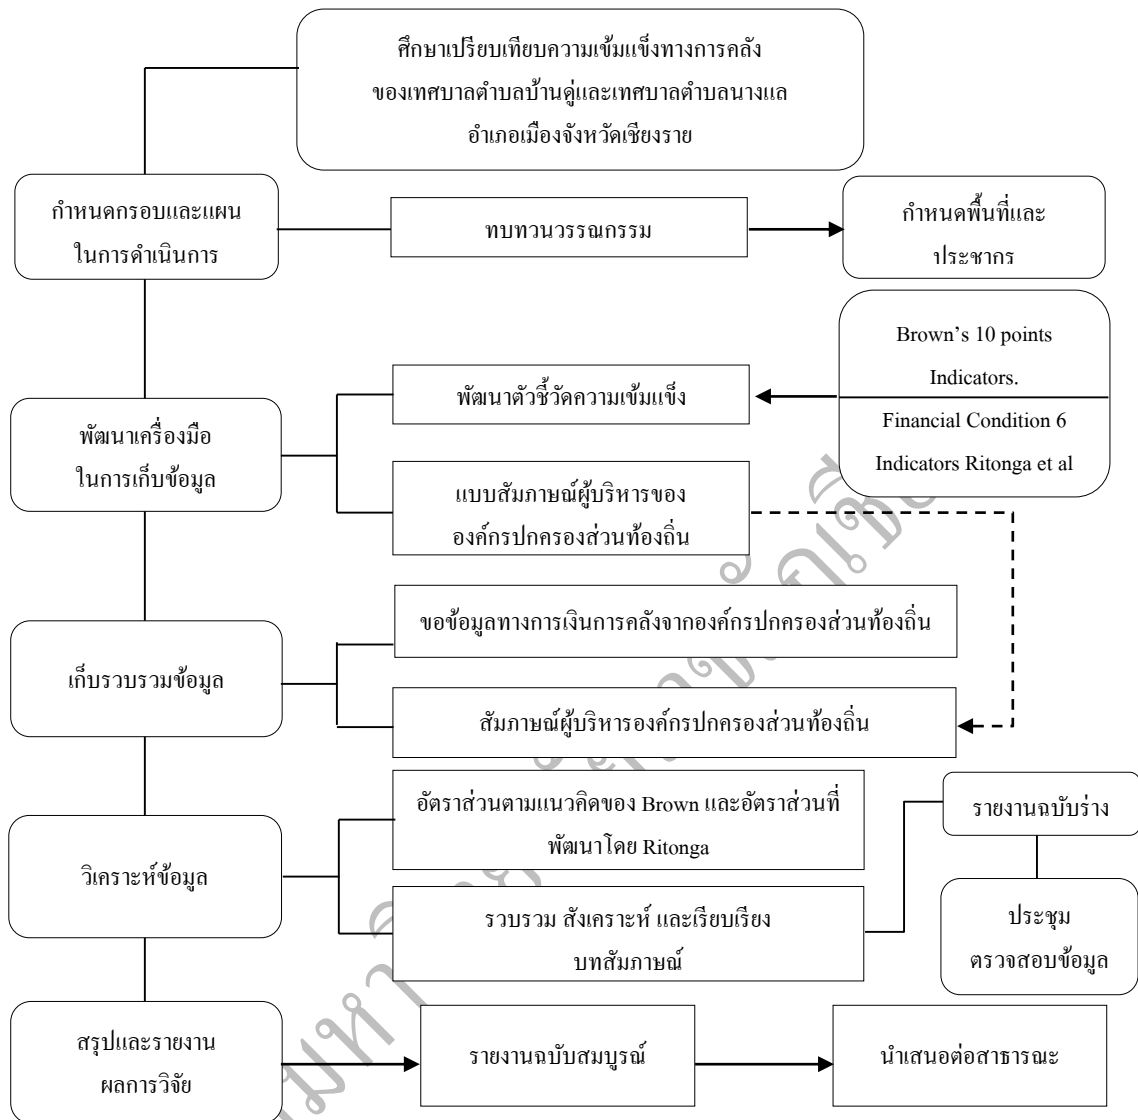 ศึกษาเปรียบเทียบความเข้มแข็งทางการคลัง
ของเทศบาลตำบลบ้านดู่และเทศบาลตำบลนางแล
อำเภอเมืองจังหวัดเชียงราย
กำหนดกรอบและแผน
ในการดำเนินการ
ทบทวนวรรณกรรม
กำหนดพื้นที่และ
ประชากร
Brown’s 10 points
Indicators.
Financial Condition 6
Indicators Ritonga et al
พัฒนาเครื่องมือ
ในการเก็บข้อมูล
พัฒนาตัวชี้วัดความเข้มแข็ง
แบบสัมภาษณ์ผู้บริหารของ
องค์กรปกครองส่วนท้องถิ่น
เก็บรวบรวมข้อมูล
ขอข้อมูลทางการเงินการคลังจากองค์กรปกครองส่วนท้องถิ่น
สัมภาษณ์ผู้บริหารองค์กรปกครองส่วนท้องถิ่น
วิเคราะห์ข้อมูล
อัตราส่วนตามแนวคิดของ Brown และอัตราส่วนที่
พัฒนาโดย Ritonga
รวบรวม สังเคราะห์ และเรียบเรียง
บทสัมภาษณ์
รายงานฉบับร่าง
ประชุม
ตรวจสอบข้อมูล
สรุปและรายงาน
ผลการวิจัย
รายงานฉบับสมบูรณ์
นำเสนอต่อสาธารณะ